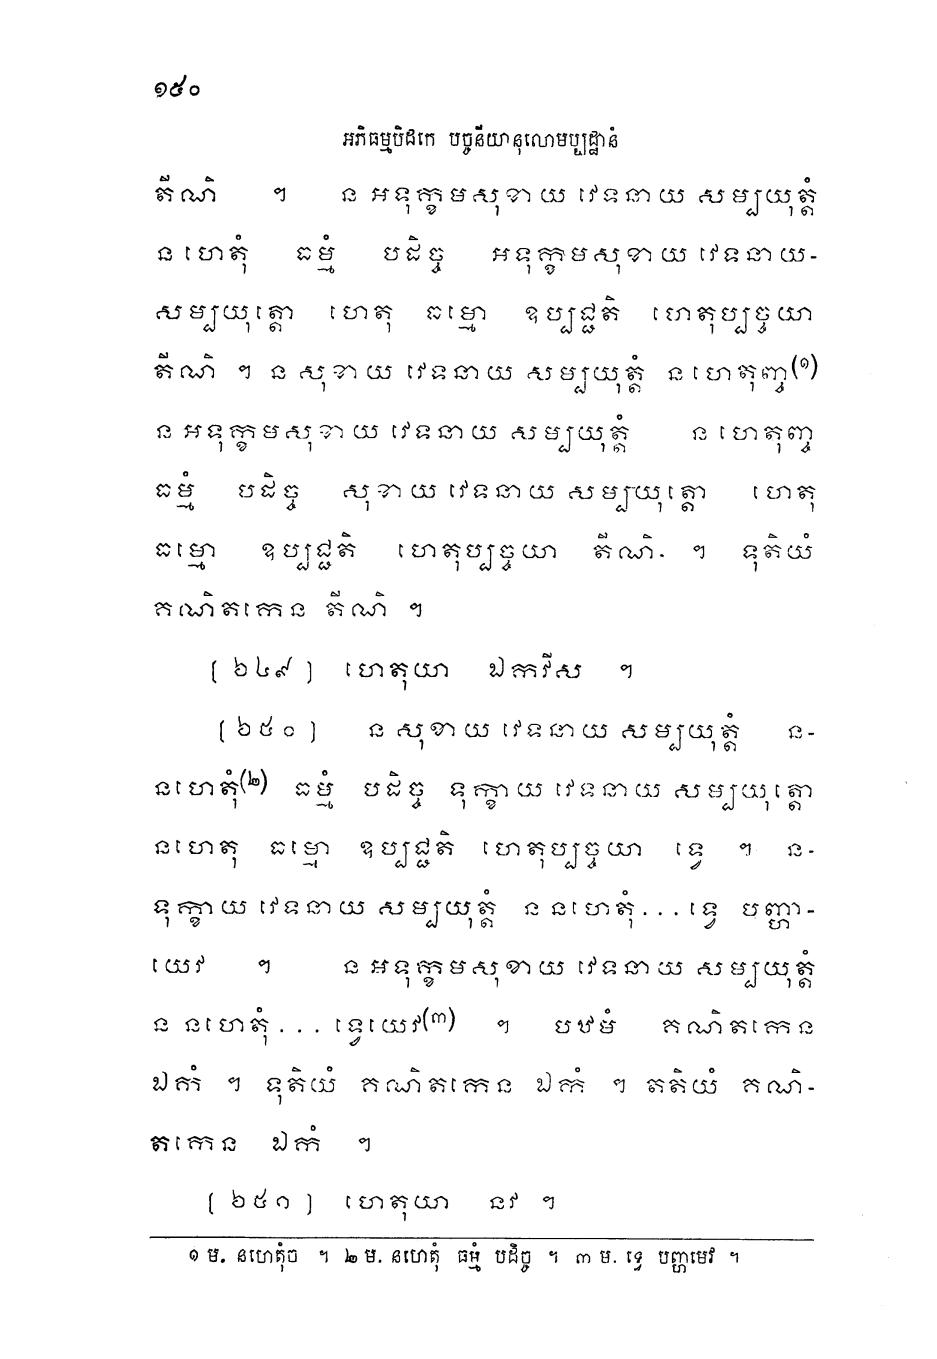 ១៥០
អភិធម្មបិដកេ បច្ចនីយានុលោមប្បដ្ឋានំ
តីណិ ។ ន អទុក្ខមសុខាយ វេទនាយ សម្បយុត្តំ
ន ហេតុំ ធម្មំ បដិច្ច អទុក្ខមសុខាយ វេទនាយ-
សម្បយុត្តោ ហេតុ ធម្មោ ឧប្បជ្ជតិ ហេតុប្បច្ចយា
តីណិ ។ ន សុខាយ វេទនាយ សម្បយុត្តំ ន ហេតុញ្ច(១)
ន អទុក្ខមសុខាយ វេទនាយ សម្បយុត្តំ ន ហេតុញ្ច
ធម្មំ បដិច្ច សុខាយ វេទនាយ សម្បយុត្តោ ហេតុ
ធម្មោ ឧប្បជ្ជតិ ហេតុប្បច្ចយា តីណិ. ។ ទុតិយំ
គណិតកេន តីណិ ។
[ ៦៤៩ ] ហេតុយា ឯកវីស ។
[ ៦៥០ ] ន សុខាយ វេទនាយ សម្បយុត្តំ ន-
នហេតុំ(២) ធម្មំ បដិច្ច ទុក្ខាយ វេទនាយ សម្បយុត្តោ
នហេតុ ធម្មោ ឧប្បជ្ជតិ ហេតុប្បច្ចយា ទ្វេ ។ ន-
ទុក្ខាយ វេទនាយ សម្បយុត្តំ ន នហេតុំ...ទ្វេ បញ្ហា-
យេវ ។ ន អទុក្ខមសុខាយ វេទនាយ សម្បយុត្តំ
ន នហេតុំ... ទ្វេយេវ(៣) ។ បឋមំ គណិតកេន
ឯកំ ។ ទុតិយំ គណិតកេន ឯកំ ។ តតិយំ គណិ-
តកេន ឯកំ ។
[ ៦៥១ ] ហេតុយា នវ ។
១ ម. នហេតុំច ។ ២ ម. នហេតុំ ធម្មំ បដិច្ច ។ ៣ ម. ទ្វេ បញ្ហាមេវ ។